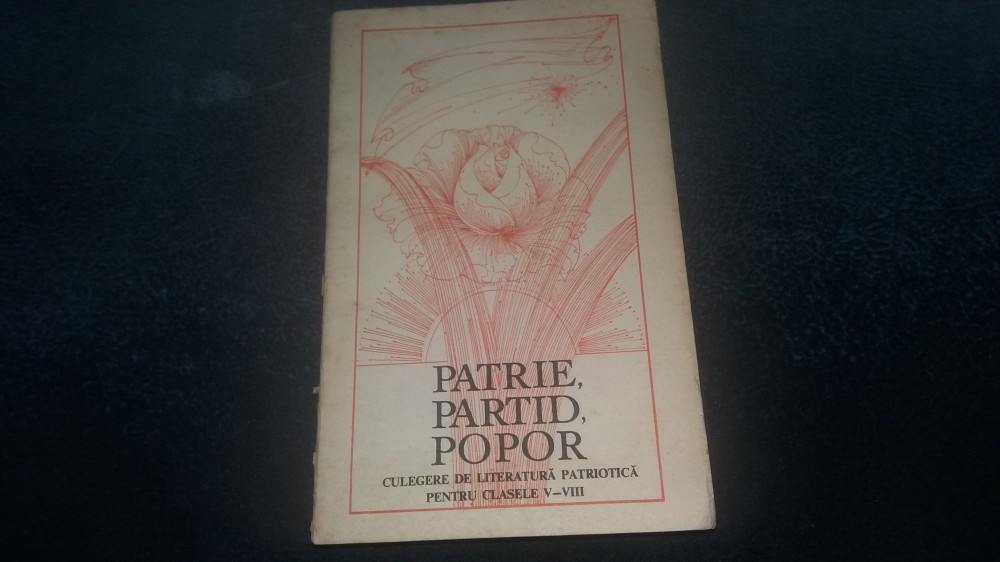 PATRIE,
PARTID,
POPOR
CULEGERE DE LITERATURĂ PATRIOTICĂ
PENTRU CLASELE V–VIII